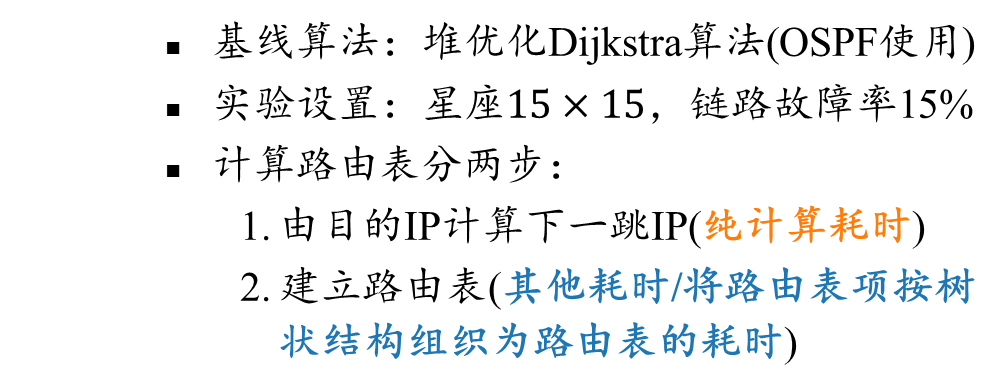 ▪ 基线算法：堆优化Dijkstra算法(OSPF使用)
▪ 实验设置：星座15 × 15，链路故障率15%
▪ 计算路由表分两步：
1. 由目的IP计算下一跳IP(纯计算耗时)
2. 建立路由表(其他耗时/将路由表项按树
状结构组织为路由表的耗时)